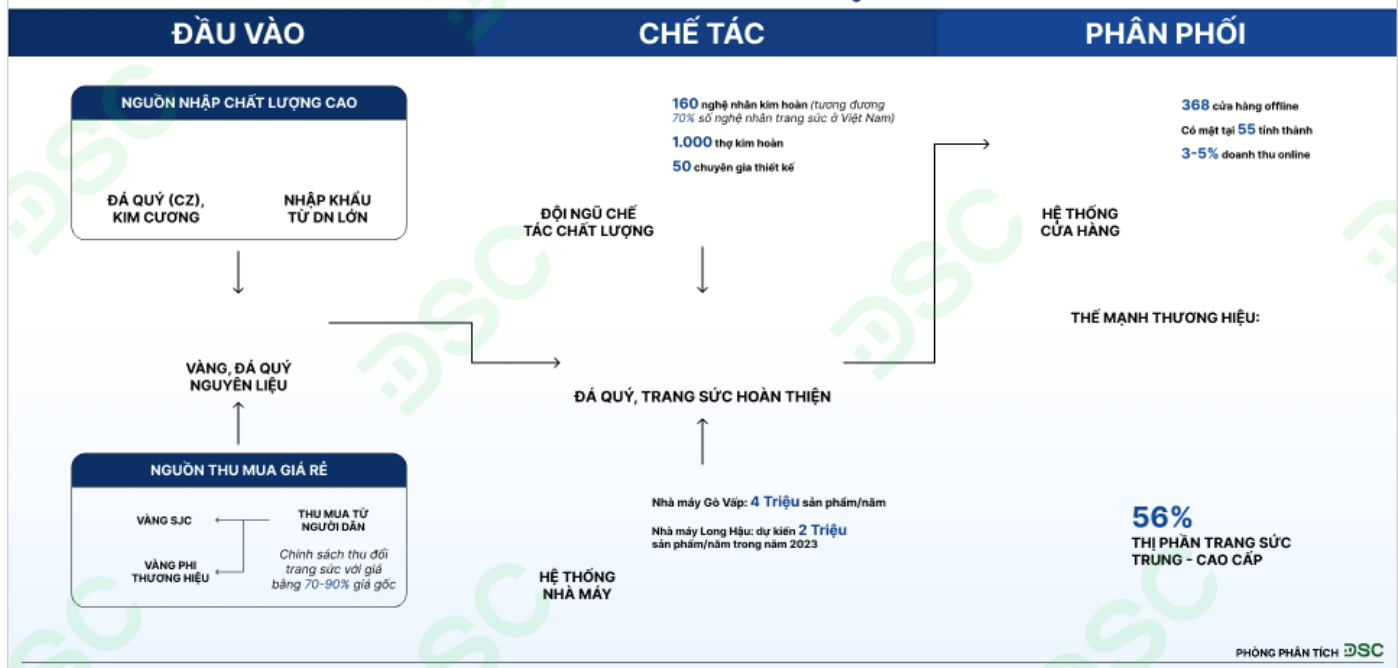 ĐẦU VÀO
NGUỒN NHẬP CHẤT LƯỢNG CAO
ĐÁ QUÝ (CZ),
KIM CƯƠNG
NHẬP KHẨU
TỪ DN LỚN
VÀNG, ĐÁ QUÝ
NGUYÊN LIỆU
NGUỒN THU MUA GIÁ RẺ
VÀNG SJC
VÀNG PHI
THƯƠNG HIỆU
THU MUA TỪ
NGƯỜI DÂN
Chính sách thu đổi
trang sức với giá
bằng 70-90% giá gốc
CHẾ TÁC
160 nghệ nhân kim hoàn (tương đương
70% số nghệ nhân trang sức ở Việt Nam)
1.000 thợ kim hoàn
50 chuyên gia thiết kế
ĐỘI NGŨ CHẾ
TÁC CHẤT LƯỢNG
ĐÁ QUÝ, TRANG SỨC HOÀN THIỆN
Nhà máy Gò Vấp: 4 Triệu sản phẩm/năm
Nhà máy Long Hậu: dự kiến 2 Triệu
sản phẩm/năm trong năm 2023
HỆ THỐNG
NHÀ MÁY
PHÂN PHỐI
368 cửa hàng offline
Có mặt tại 55 tỉnh thành
3-5% doanh thu online
HỆ THỐNG
CỬA HÀNG
THẾ MẠNH THƯƠNG HIỆU:
56%
THỊ PHẦN TRANG SỨC
TRUNG - CAO CẤP
PHÒNG PHÂN TÍCH DSC
DSC
DSC
DSC
DSC
DSC
DSC